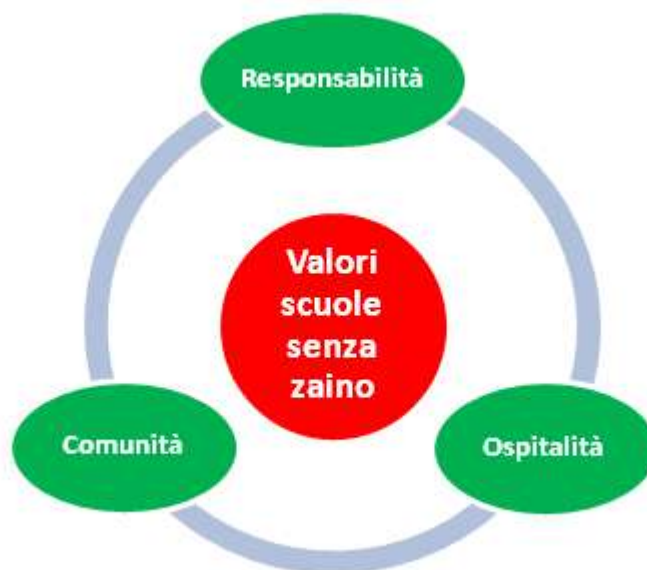 Responsabilità
Valori
scuole
senza
zaino
Comunità
Ospitalità